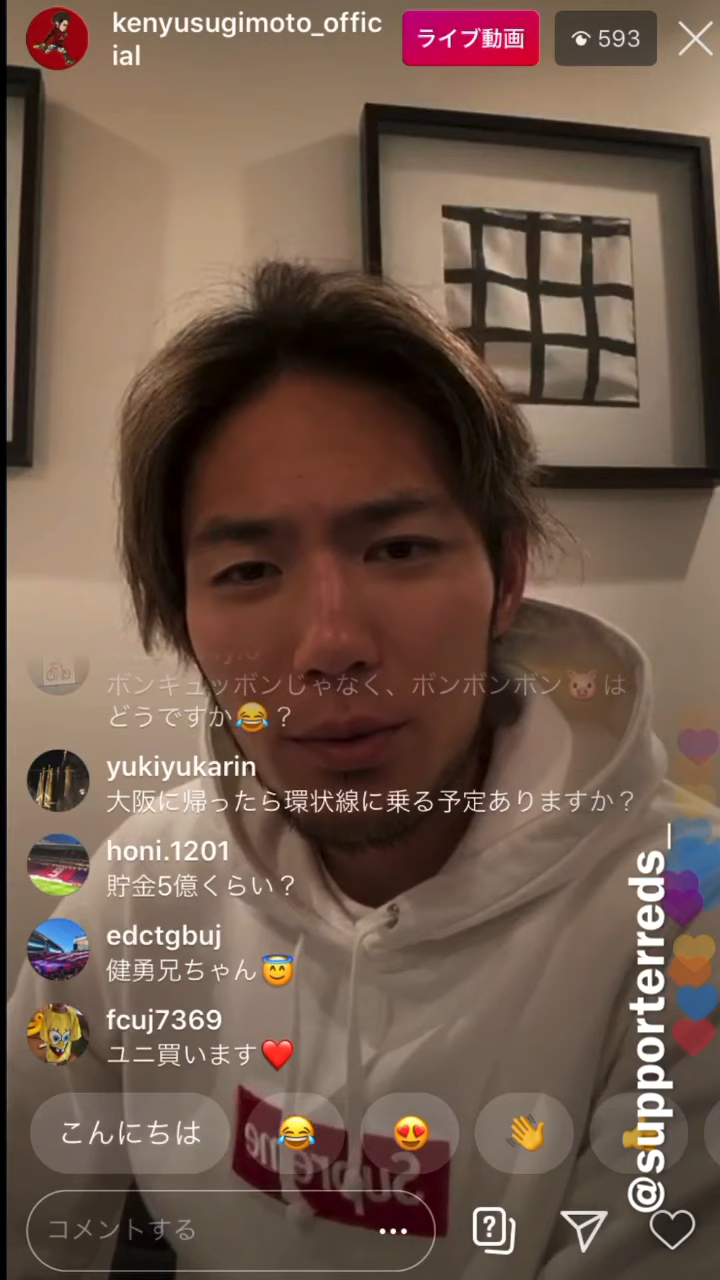 kenyusugimoto_offic
ial
ライブ動画
593
ボンキュッボンじゃなく、ボンボンボン🐷は
どうですか😂？
yukiyukarin
大阪に帰ったら環状線に乗る予定ありますか？
honi.1201
貯金5億くらい？
edctgbuj
健勇兄ちゃん😇
fcuj7369
ユニ買います❤️
こんにちは
😂
😍
👋
Supreme
コメントする
@supporterreds_